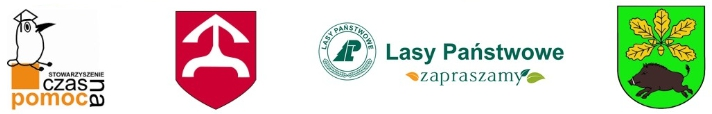 STOWARZYSZENIE
czas na
pomoc
LASY PAŃSTWOWE
Lasy Państwowe
zapraszamy